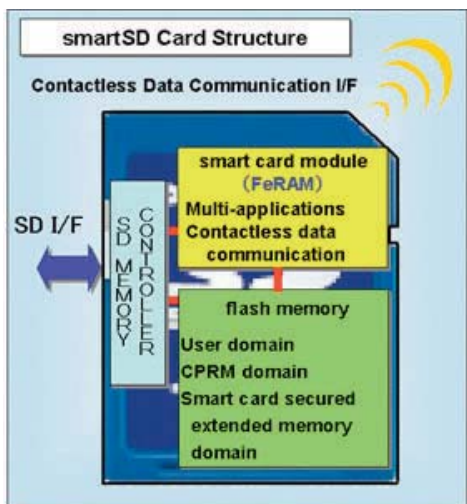 smartSD Card Structure
Contactless Data Communication I/F
smart card module
(FeRAM)
Multi-applications
Contactless data
communication
SD I/F
SD MEMORY
CONTROLLER
flash memory
User domain
CPRM domain
Smart card secured
extended memory
domain